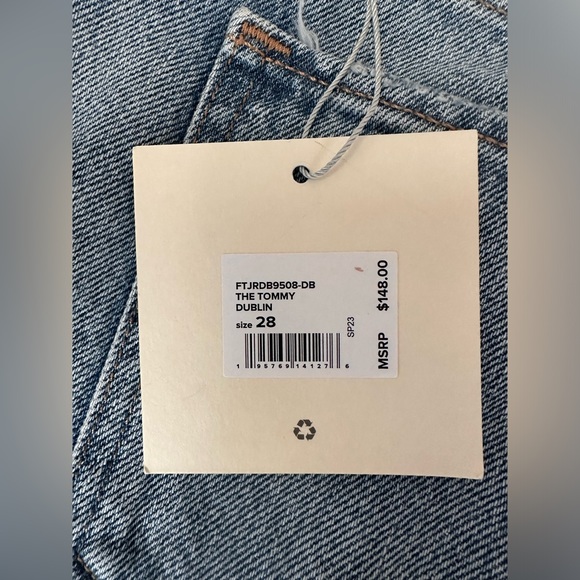 FTJRDB9508-DB
THE TOMMY
DUBLIN
size 28
1 95769 14127 6
SP23
MSRP $148.00